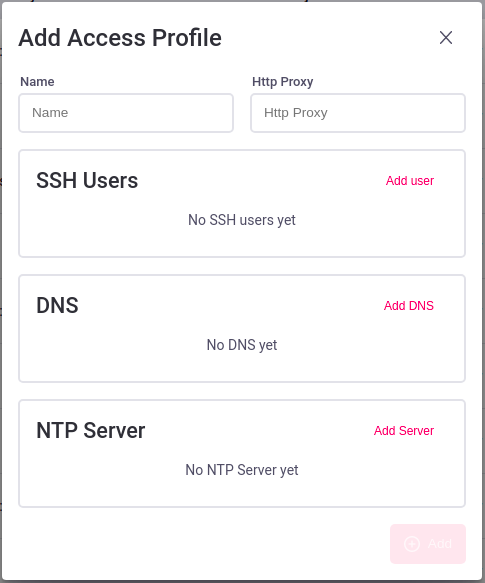 Add Access Profile
Name
Http Proxy
Name
Http Proxy
SSH Users
Add user
No SSH users yet
DNS
Add DNS
No DNS yet
NTP Server
Add Server
No NTP Server yet
Add